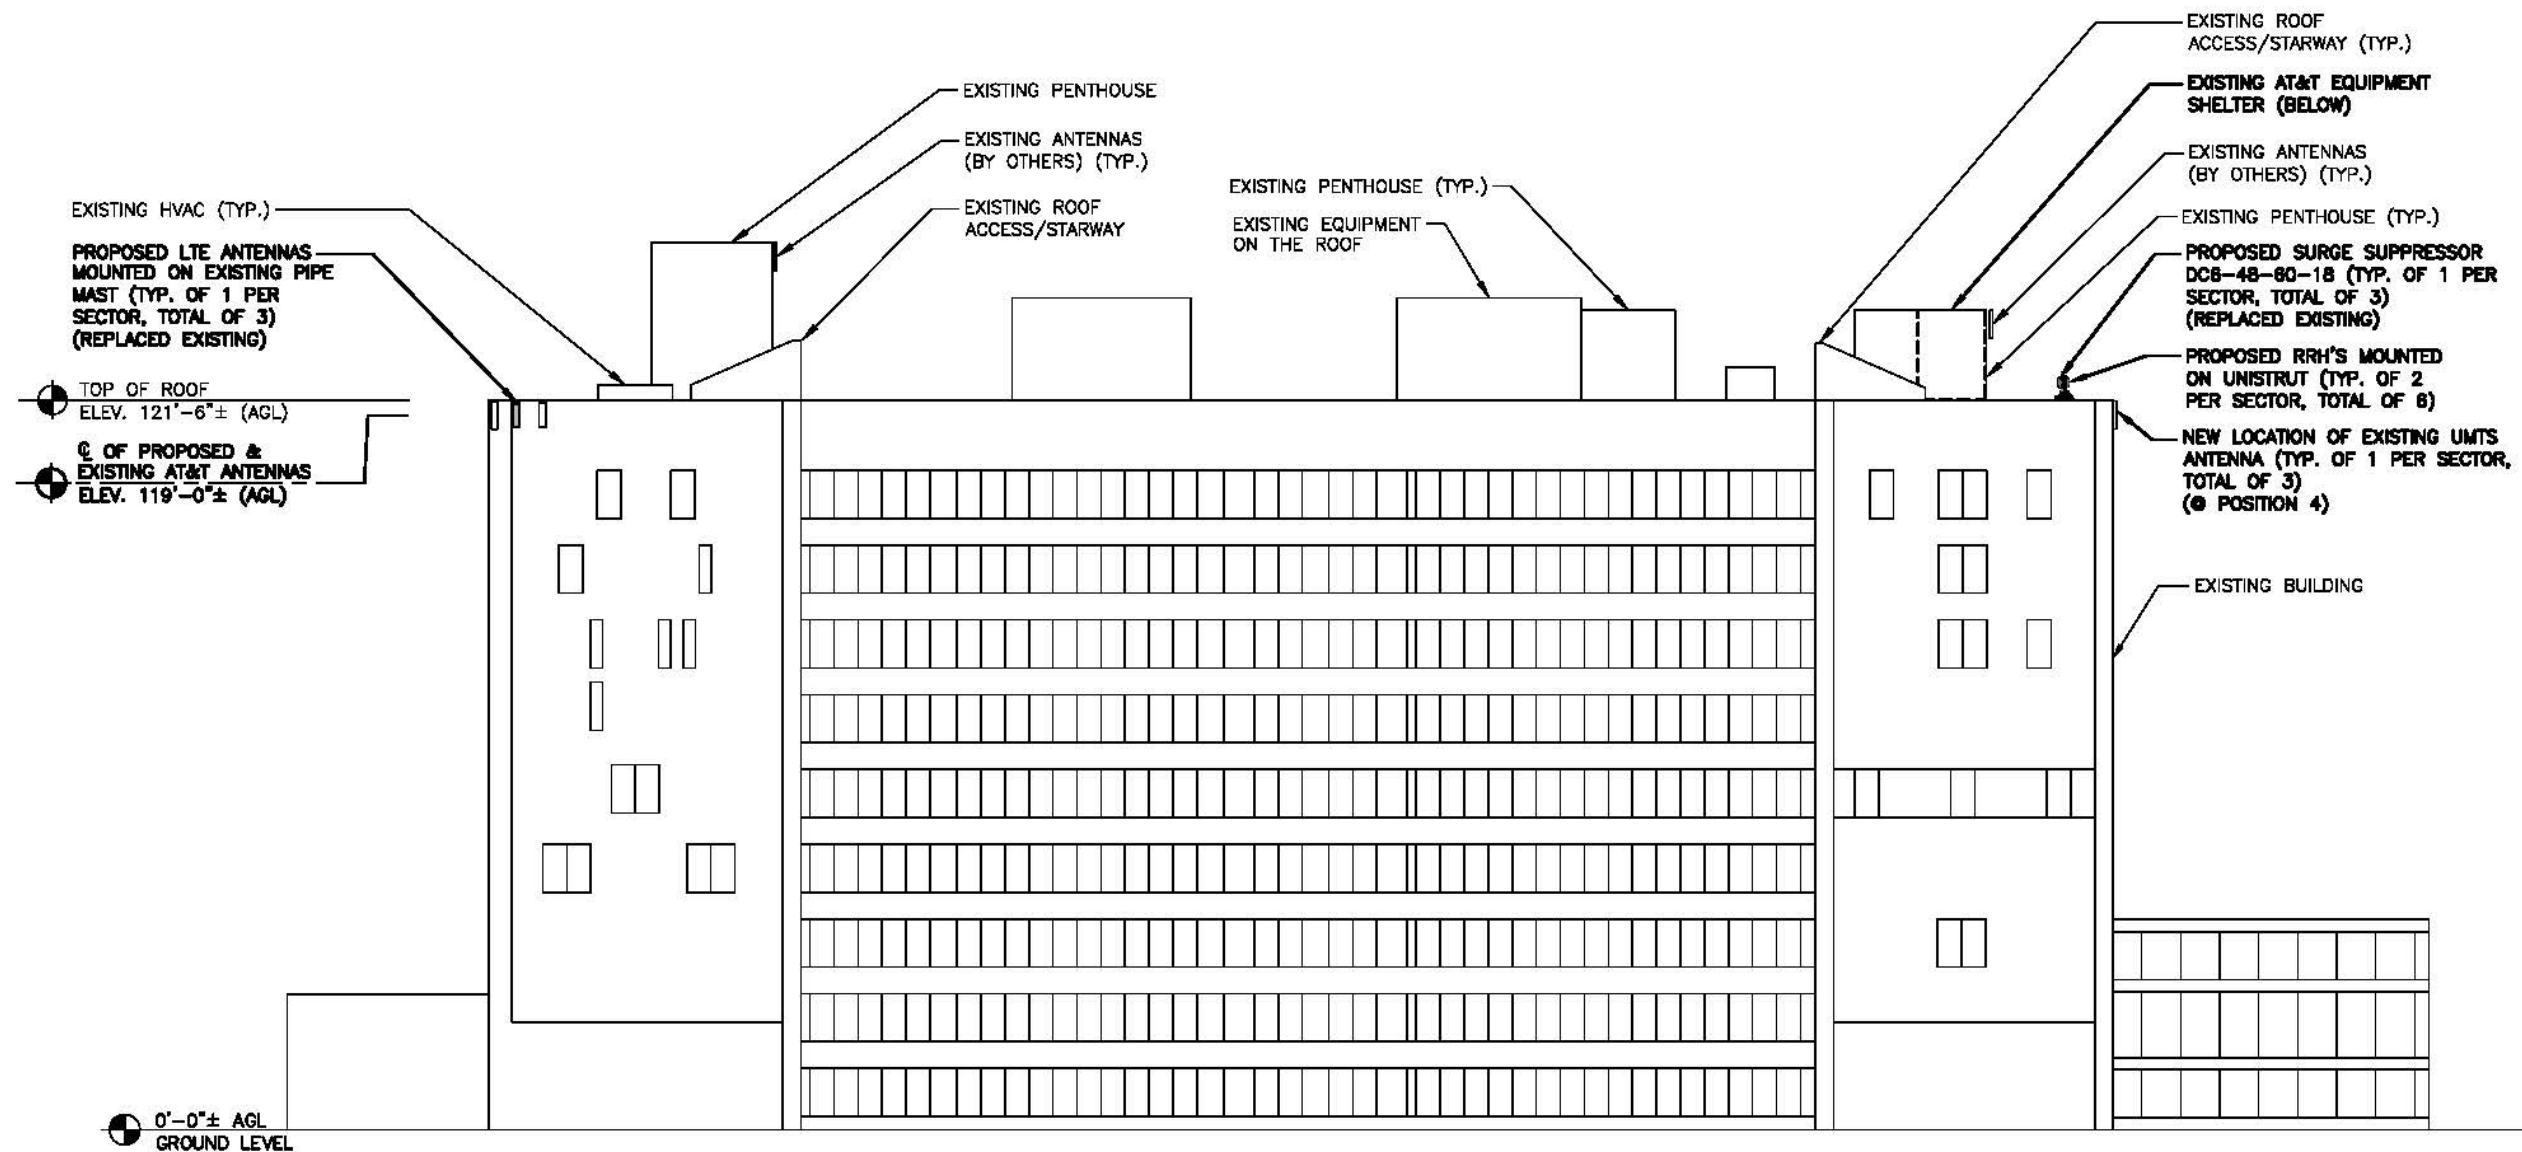 EXISTING HVAC (TYP.)
PROPOSED LTE ANTENNAS
MOUNTED ON EXISTING PIPE
MAST (TYP. OF 1 PER
SECTOR, TOTAL OF 3)
(REPLACED EXISTING)
TOP OF ROOF
ELEV. 121'-6"± (AGL)
℄ OF PROPOSED &
EXISTING AT&T ANTENNAS
ELEV. 119'-0"± (AGL)
0'-0"± AGL
GROUND LEVEL
EXISTING PENTHOUSE
EXISTING ANTENNAS
(BY OTHERS) (TYP.)
EXISTING ROOF
ACCESS/STARWAY
EXISTING PENTHOUSE (TYP.)
EXISTING EQUIPMENT
ON THE ROOF
EXISTING ROOF
ACCESS/STARWAY (TYP.)
EXISTING AT&T EQUIPMENT
SHELTER (BELOW)
EXISTING ANTENNAS
(BY OTHERS) (TYP.)
EXISTING PENTHOUSE (TYP.)
PROPOSED SURGE SUPPRESSOR
DC6-48-60-18 (TYP. OF 1 PER
SECTOR, TOTAL OF 3)
(REPLACED EXISTING)
PROPOSED RRH'S MOUNTED
ON UNISTRUT (TYP. OF 2
PER SECTOR, TOTAL OF 6)
NEW LOCATION OF EXISTING UMTS
ANTENNA (TYP. OF 1 PER SECTOR,
TOTAL OF 3)
(@ POSITION 4)
EXISTING BUILDING